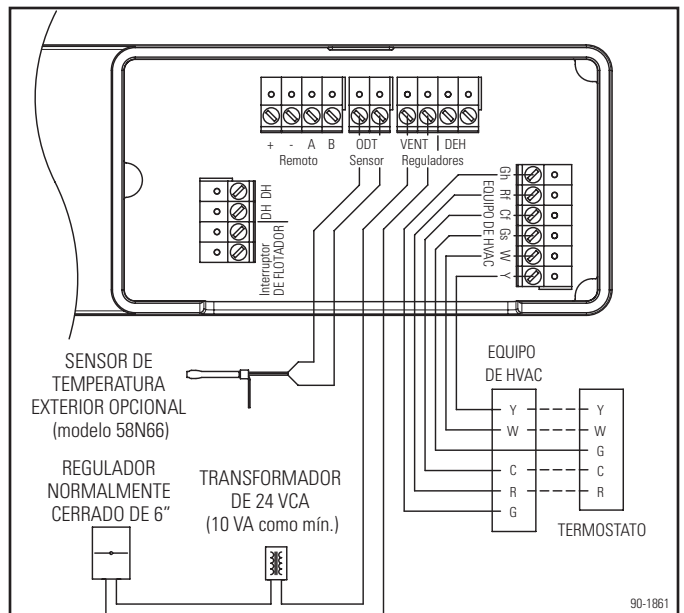 + - A B
Remoto
ODT
Sensor
VENT | DEH
Reguladores
DH DH
Interruptor
DE FLOTADOR
Gh Rf Cf Gs W Y
EQUIPO DE HVAC
SENSOR DE
TEMPERATURA
EXTERIOR OPCIONAL
(modelo 58N66)
REGULADOR
NORMALMENTE
CERRADO DE 6”
TRANSFORMADOR
DE 24 VCA
(10 VA como mín.)
EQUIPO
DE HVAC
Y
W
C
R
G
Y
W
G
C
R
TERMOSTATO
90-1861